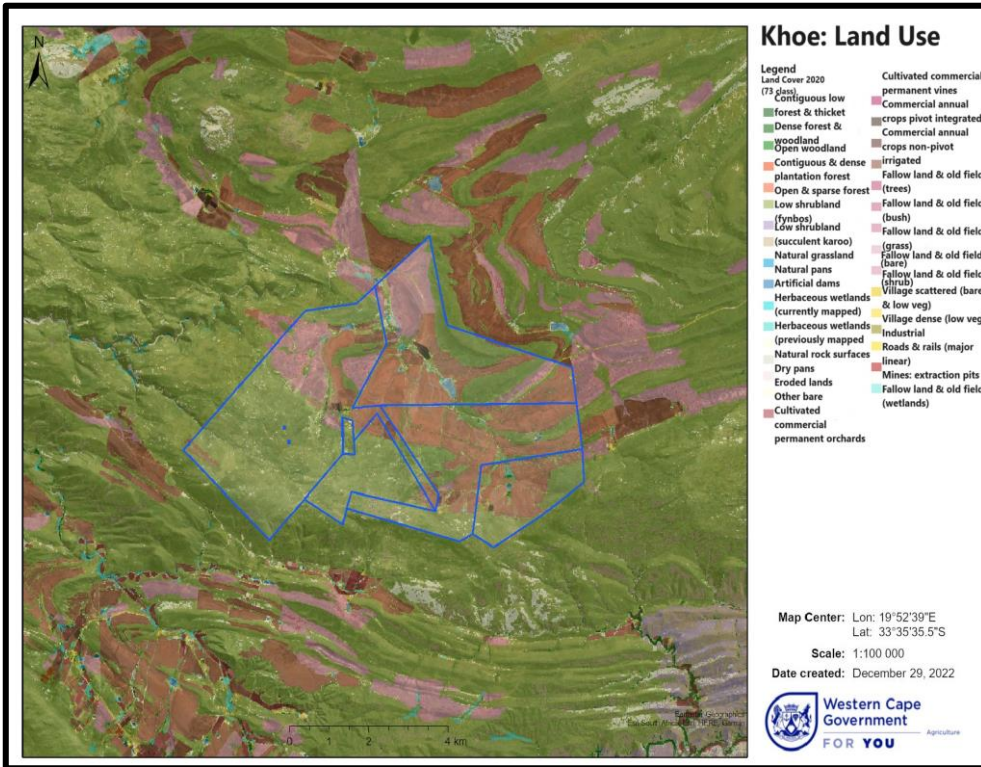 N
Khoe: Land Use
Legend
Land Cover 2020
(73 class)
Contiguous low
forest & thicket
Dense forest &
woodland
Open woodland
Contiguous & dense
plantation forest
Open & sparse forest
Low shrubland
(fynbos)
Low shrubland
(succulent karoo)
Natural grassland
Natural pans
Artificial dams
Herbaceous wetlands
(currently mapped)
Herbaceous wetlands
(previously mapped
Natural rock surfaces
Dry pans
Eroded lands
Other bare
Cultivated
commercial
permanent orchards
Cultivated commercial
permanent vines
Commercial annual
crops pivot integrated
Commercial annual
crops non-pivot
irrigated
Fallow land & old field
(trees)
Fallow land & old field
(bush)
Fallow land & old field
(grass)
Fallow land & old field
(bare)
Fallow land & old field
(shrub)
Village scattered (bare
& low veg)
Village dense (low veg
Industrial
Roads & rails (major
linear)
Mines: extraction pits
Fallow land & old field
(wetlands)
Map Center: Lon: 19°52'39"E
Lat: 33°35'35.5"S
Scale: 1:100 000
Date created: December 29, 2022
Western Cape
Government
Agriculture
FOR YOU
0 1 2 4 km